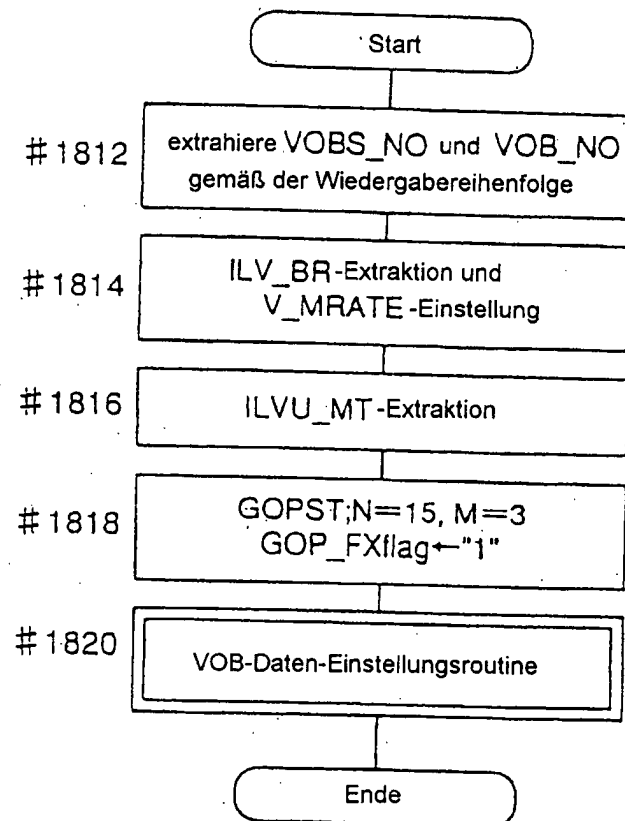 Start
#1812
extrahiere VOBS_NO und VOB_NO
gemäß der Wiedergabereihenfolge
#1814
ILV_BR-Extraktion und
V_MRATE-Einstellung
#1816
ILVU_MT-Extraktion
#1818
GOPST;N=15, M=3
GOP_FXflag←"1"
#1820
VOB-Daten-Einstellungsroutine
Ende